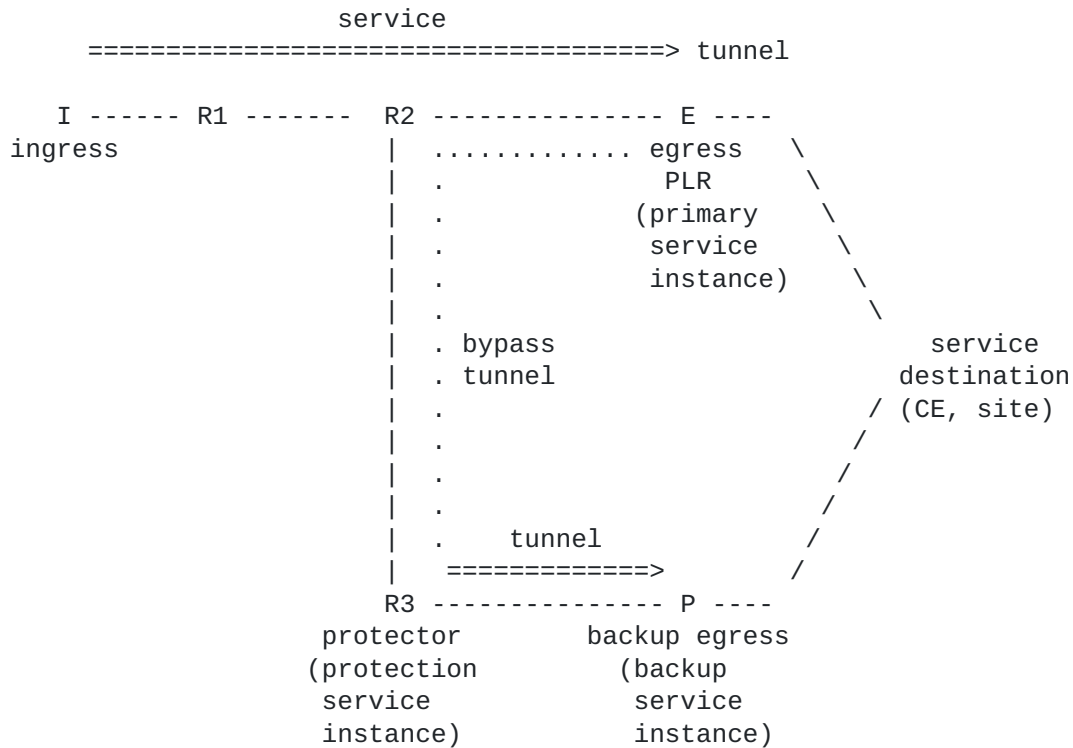 service
=====================================> tunnel
I ------ R1 ------- R2 --------------- E ----
ingress | ............. egress \
| . PLR \
| . (primary \
| . service \
| . instance) \
| . \
| . bypass service
| . tunnel destination
| . / (CE, site)
| . /
| . /
| . /
| . tunnel /
| =============> /
R3 --------------- P ----
protector backup egress
(protection (backup
service service
instance) instance)